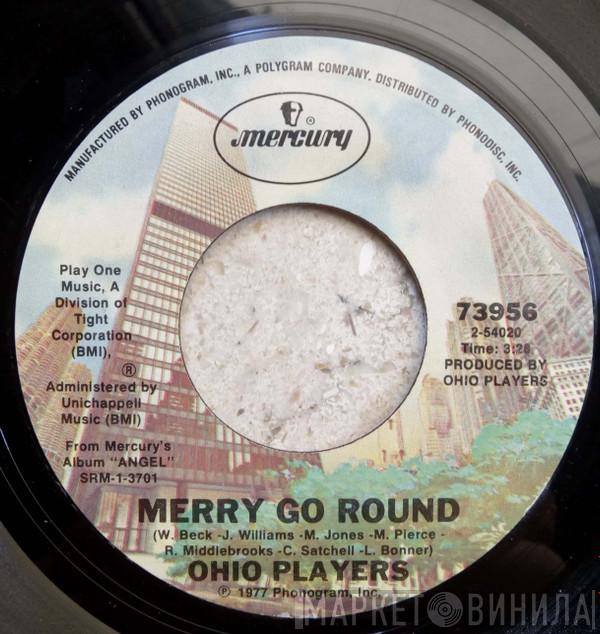 MANUFACTURED BY PHONOGRAM, INC., A POLYGRAM COMPANY. DISTRIBUTED BY PHONODISC, INC.
mercury
®
Play One
Music, A
Division of
Tight
Corporation
(BMI),
®
Administered by
Unichappell
Music (BMI)
From Mercury's
Album "ANGEL"
SRM-1-3701
73956
2-54020
Time: 3:28
PRODUCED BY
OHIO PLAYERS
MERRY GO ROUND
(W. Beck -J. Williams -M. Jones -M. Pierce -
R. Middlebrooks -C. Satchell -L. Bonner)
OHIO PLAYERS
℗ 1977 Phonogram, Inc.
МАРКЕТ ВИНИЛА